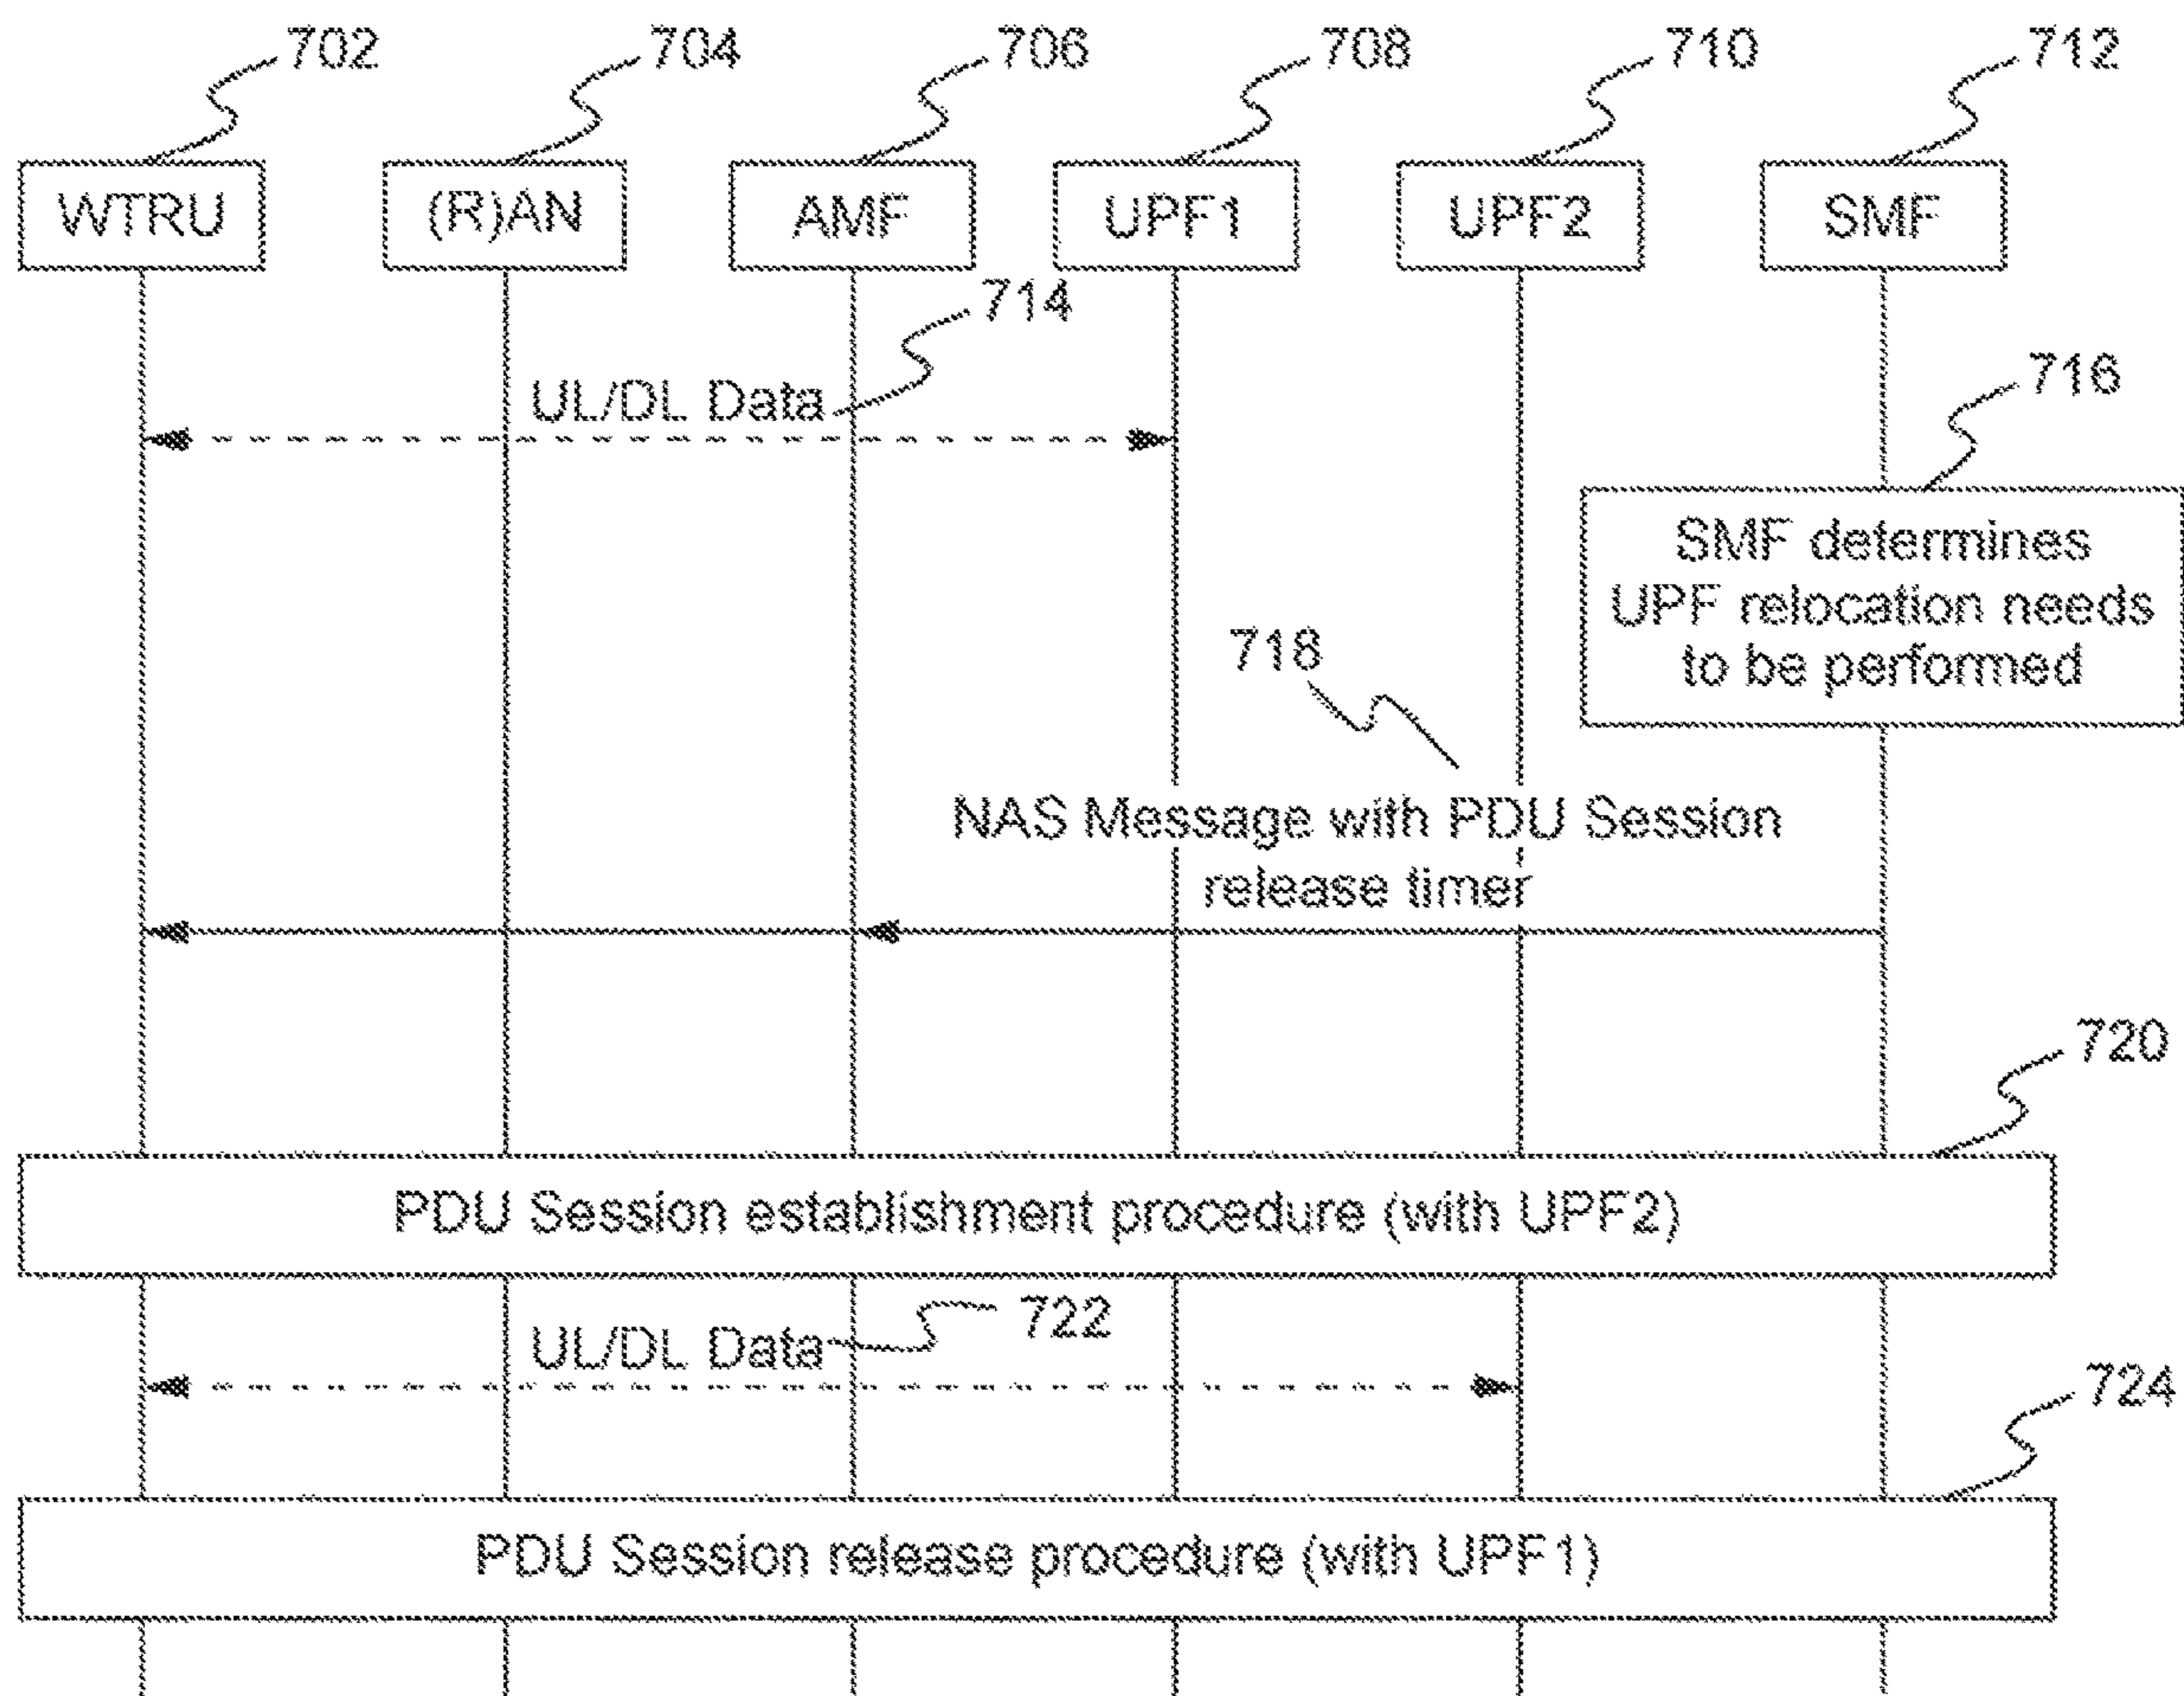 702 704 706 708 710 712
WTRU (R)AN AMF UPF1 UPF2 SMF
714
UL/DL Data
716
SMF determines
UPF relocation needs
to be performed
718
NAS Message with PDU Session
release timer
720
PDU Session establishment procedure (with UPF2)
722
UL/DL Data
724
PDU Session release procedure (with UPF1)